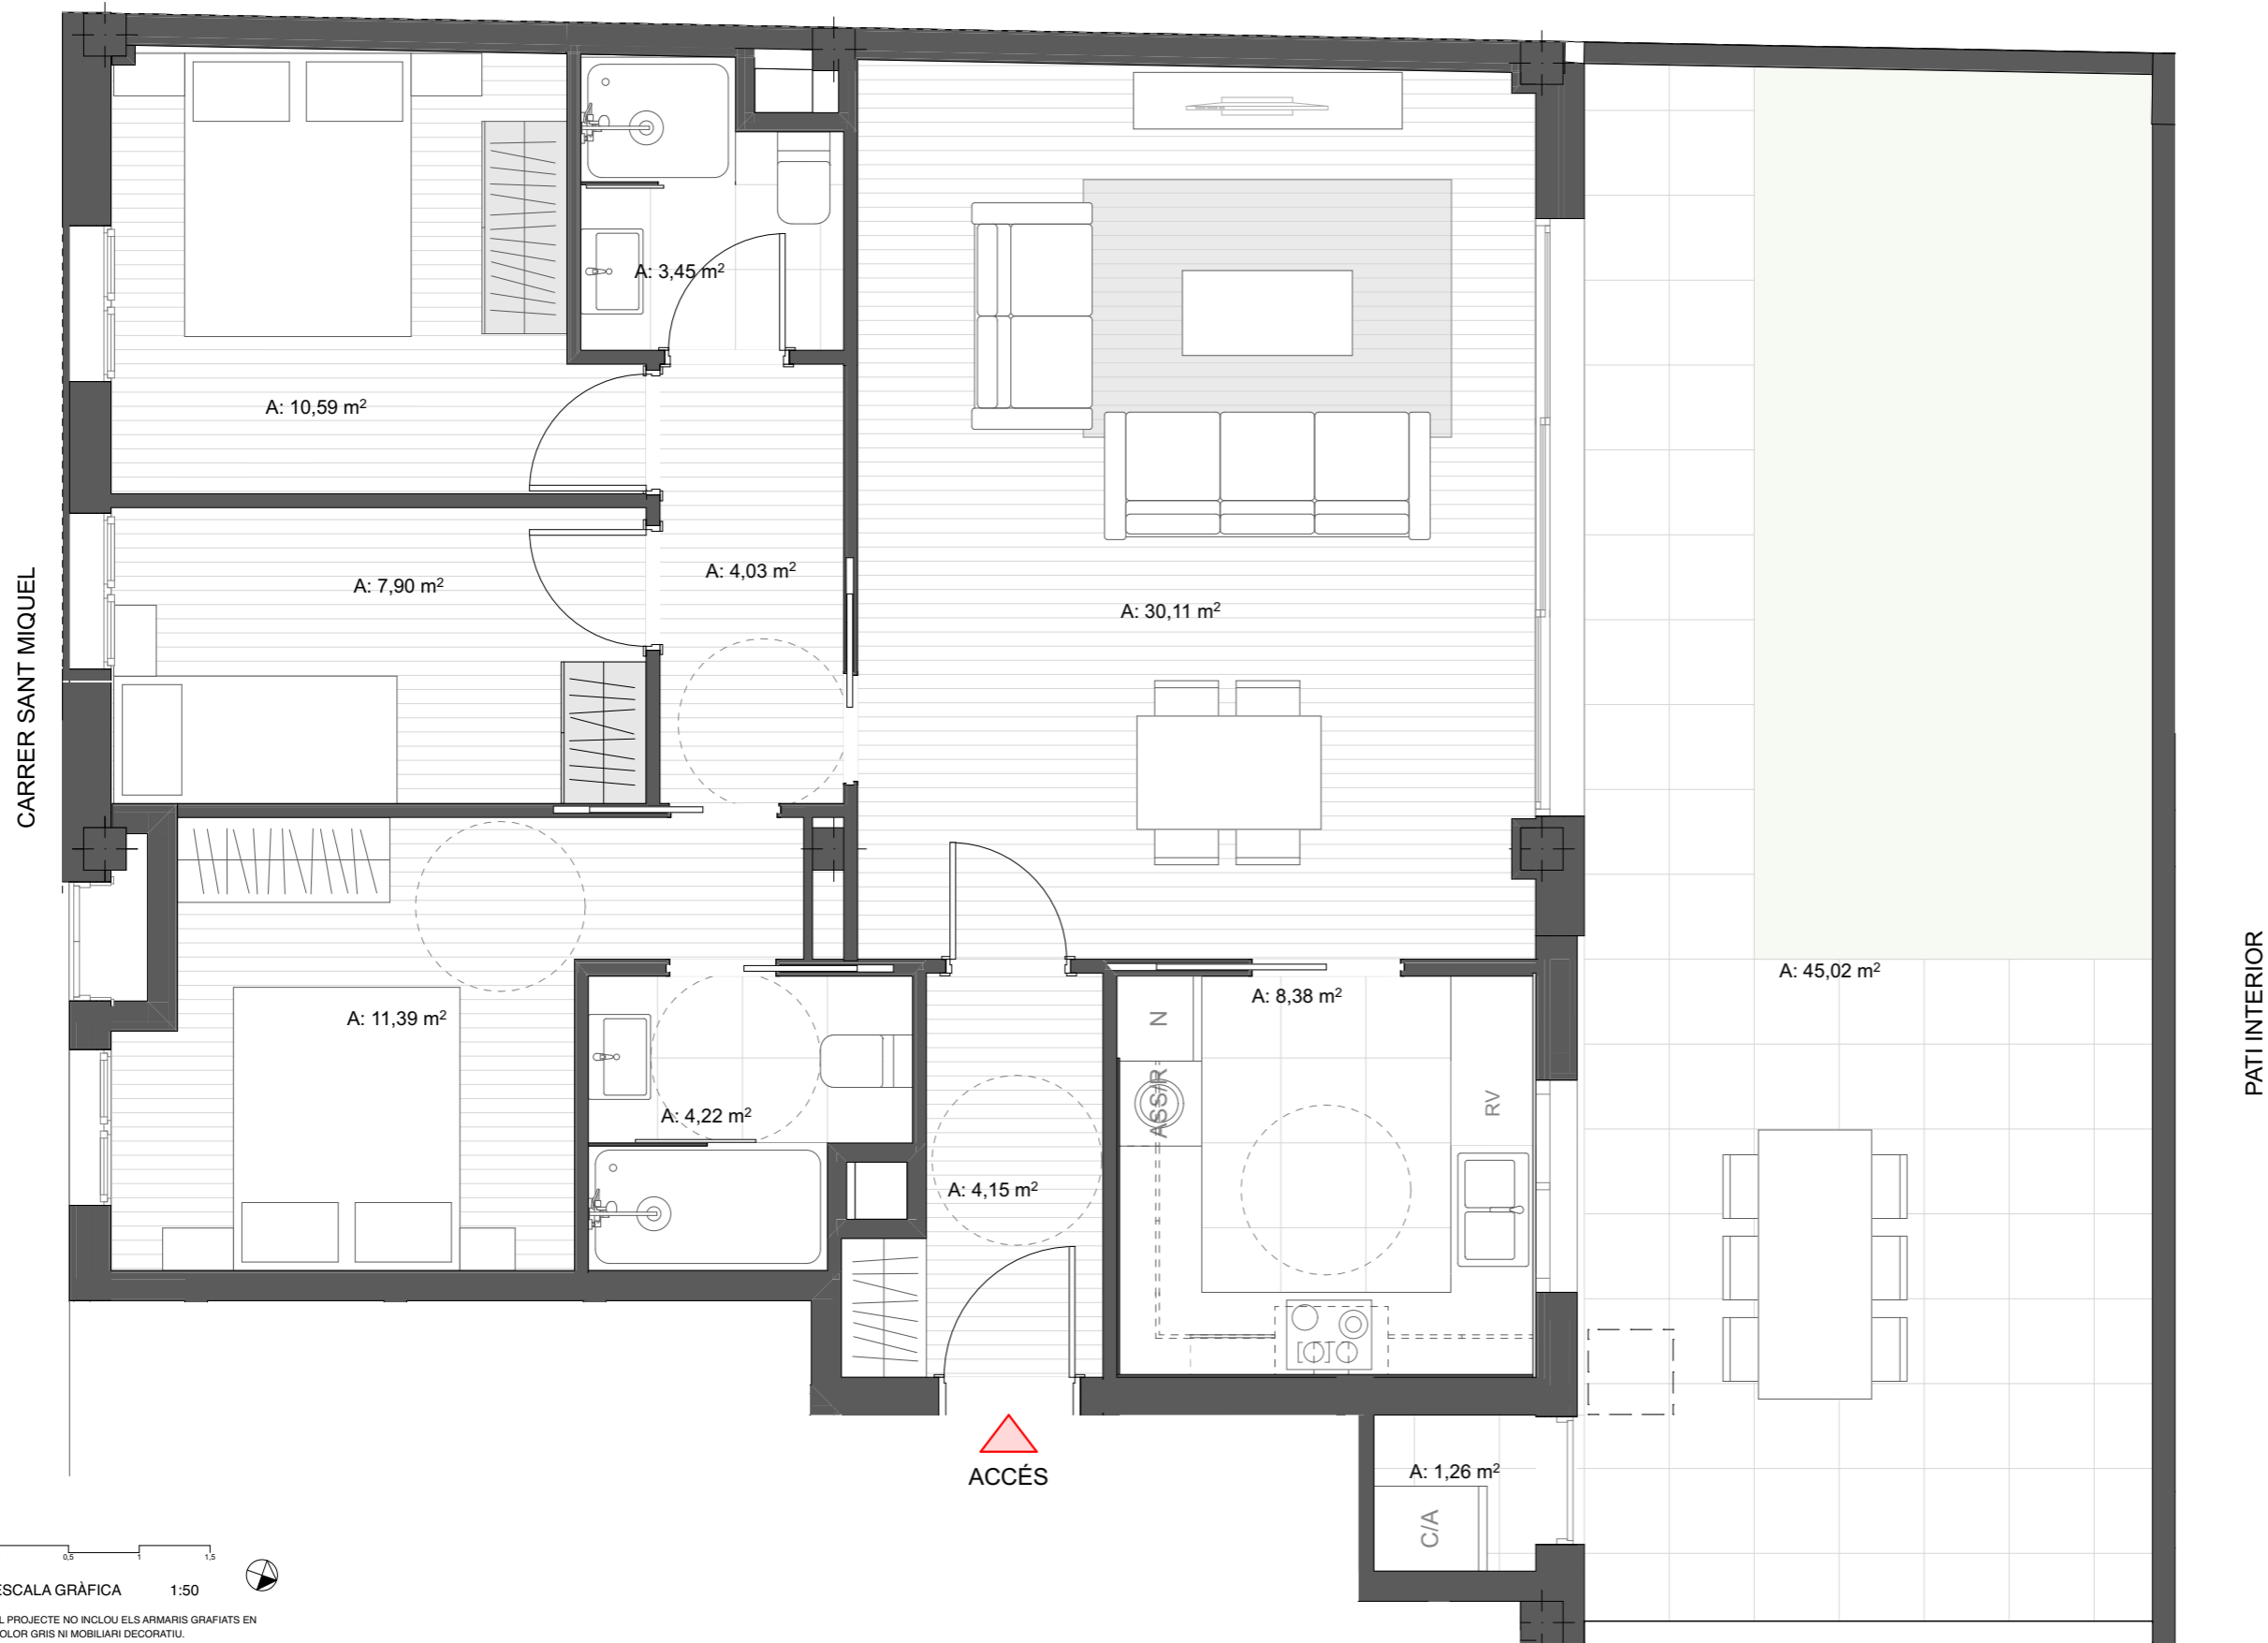 A: 3,45 m²
A: 10,59 m²
A: 7,90 m²
A: 4,03 m²
A: 30,11 m²
CARRER SANT MIQUEL
A: 45,02 m²
PATI INTERIOR
A: 11,39 m²
A: 4,22 m²
A: 4,15 m²
A: 8,38 m²
N
ASS/R
RV
ACCÉS
A: 1,26 m²
C/A
0,5 1 1,5
ESCALA GRÀFICA 1:50
L PROJECTE NO INCLOU ELS ARMARIS GRAFIATS EN
OLOR GRIS NI MOBILIARI DECORATIU.